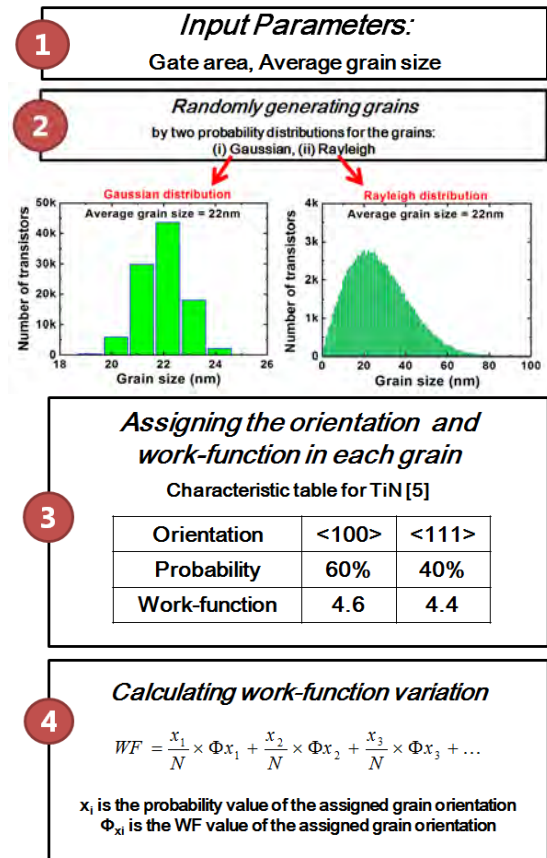 1
Input Parameters:
Gate area, Average grain size
2
Randomly generating grains
by two probability distributions for the grains:
(i) Gaussian, (ii) Rayleigh
Gaussian distribution
Average grain size = 22nm
Number of transistors
50k
40k
30k
20k
10k
0
18 20 22 24 26
Grain size (nm)
Rayleigh distribution
Average grain size = 22nm
Number of transistors
4k
3k
2k
1k
0
0 20 40 60 80 100
Grain size (nm)
3
Assigning the orientation and
work-function in each grain
Characteristic table for TiN [5]
Orientation <100> <111>
Probability 60% 40%
Work-function 4.6 4.4
4
Calculating work-function variation
WF = x₁/N × Φx₁ + x₂/N × Φx₂ + x₃/N × Φx₃ + …
xᵢ is the probability value of the assigned grain orientation
Φₓᵢ is the WF value of the assigned grain orientation